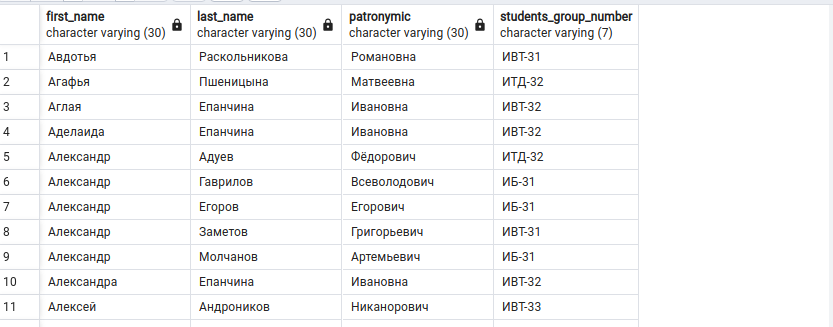 first_name last_name patronymic students_group_number
character varying (30) character varying (30) character varying (30) character varying (7)
1 Авдотья Раскольникова Романовна ИВТ-31
2 Агафья Пшеницына Матвеевна ИТД-32
3 Аглая Епанчина Ивановна ИВТ-32
4 Аделаида Епанчина Ивановна ИВТ-32
5 Александр Адуев Фёдорович ИТД-32
6 Александр Гаврилов Всеволодович ИБ-31
7 Александр Егоров Егорович ИБ-31
8 Александр Заметов Григорьевич ИВТ-31
9 Александр Молчанов Артемьевич ИБ-31
10 Александра Епанчина Ивановна ИВТ-32
11 Алексей Андроников Никанорович ИВТ-33